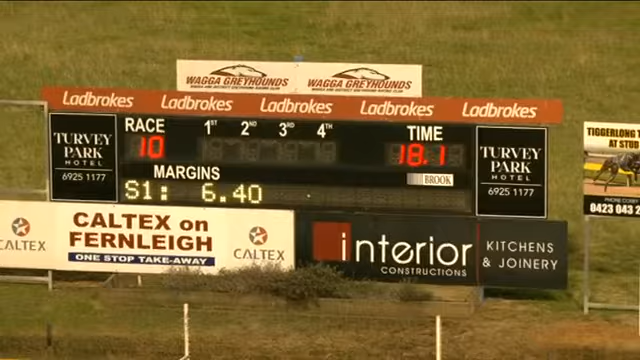 WAGGA GREYHOUNDS
WAGGA GREYHOUNDS
Ladbrokes Ladbrokes Ladbrokes Ladbrokes Ladbrokes
TURVEY PARK HOTEL
6925 1177
RACE 1ST 2ND 3RD 4TH TIME
10 18.1
MARGINS
BROOK
S1: 6.40
TURVEY PARK HOTEL
6925 1177
TIGGERLONG
AT STUD
0423 043 2
CALTEX
CALTEX on
FERNLEIGH
ONE STOP TAKE-AWAY
CALTEX
interior
CONSTRUCTIONS
KITCHENS
& JOINERY